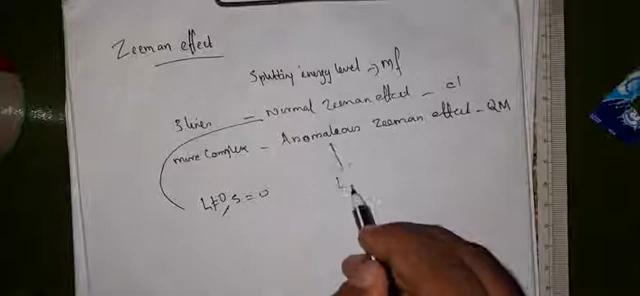 Zeeman effect
Splitting energy level → mf
3 lines – Normal Zeeman effect – cl
more complex – Anomaleous Zeeman effect – QM
L≠0, S = 0
L